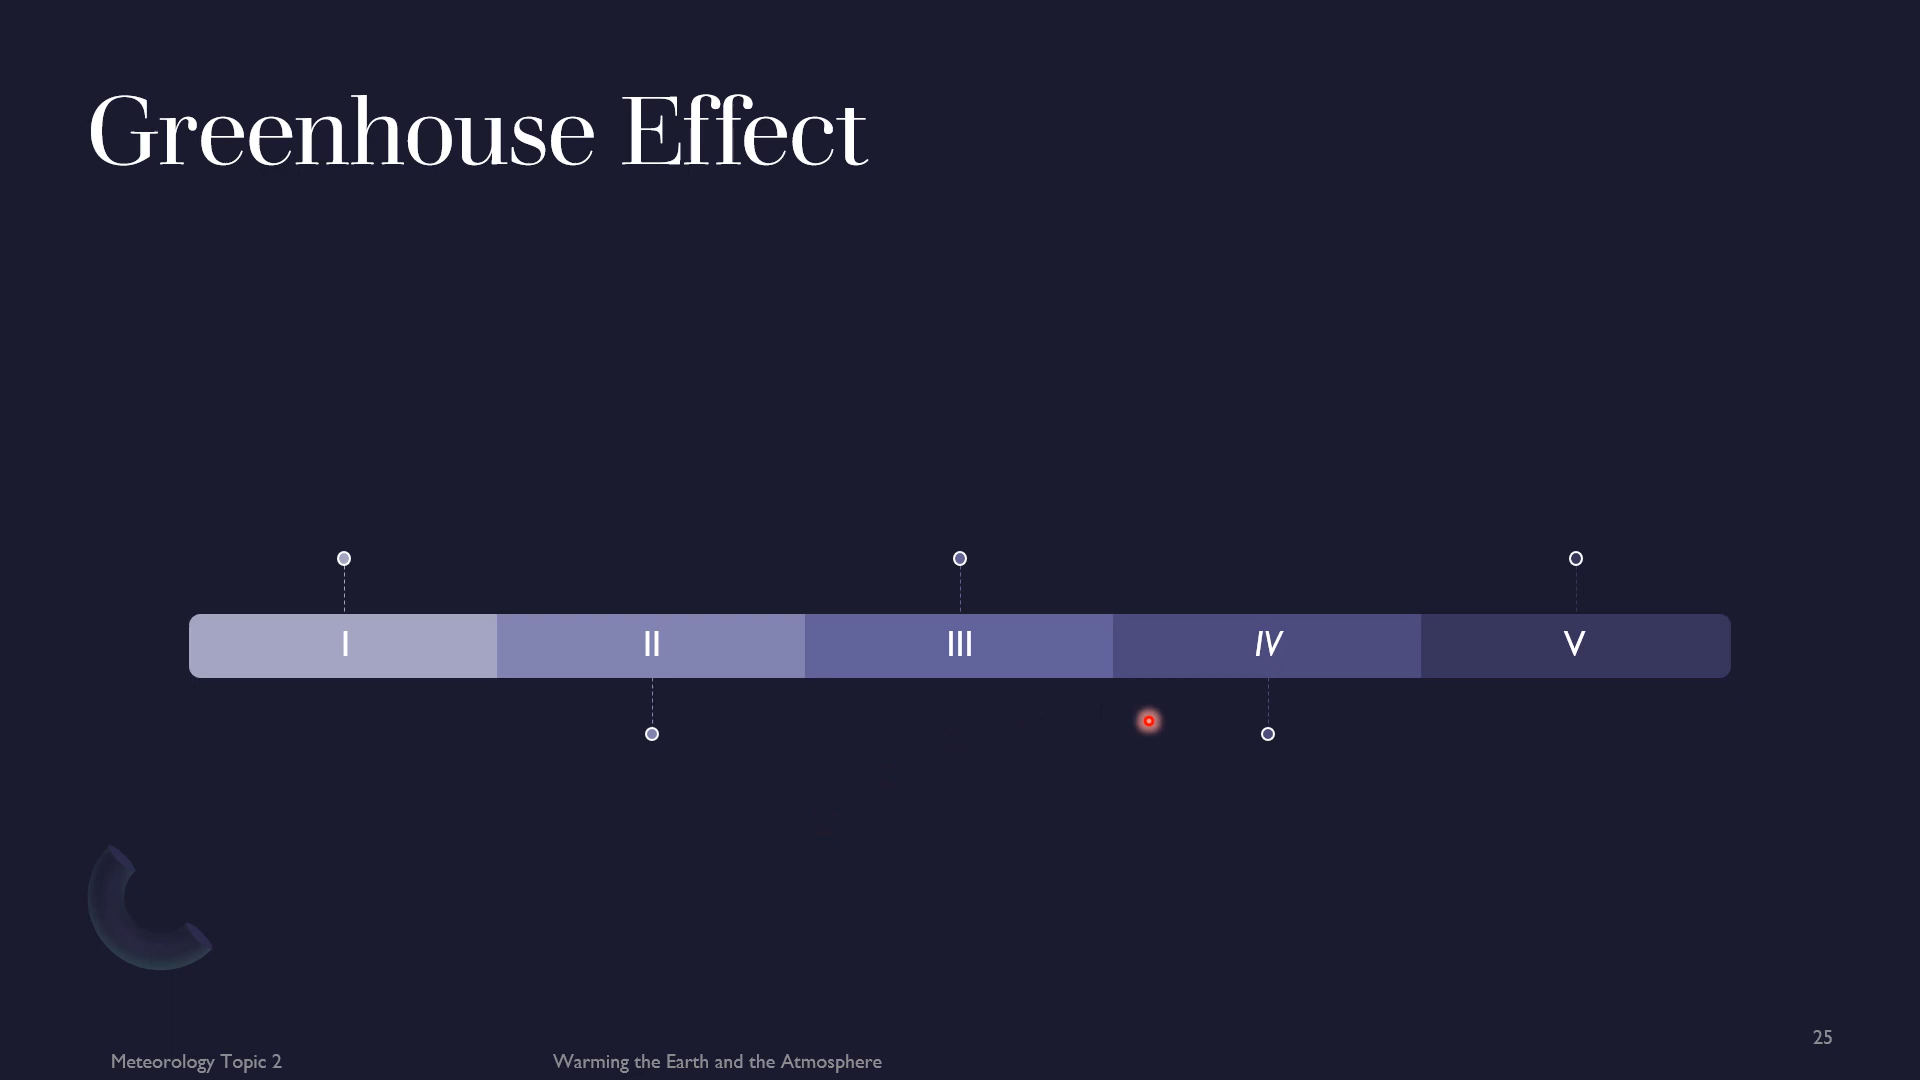 Greenhouse Effect
I II III IV V
25
Meteorology Topic 2 Warming the Earth and the Atmosphere